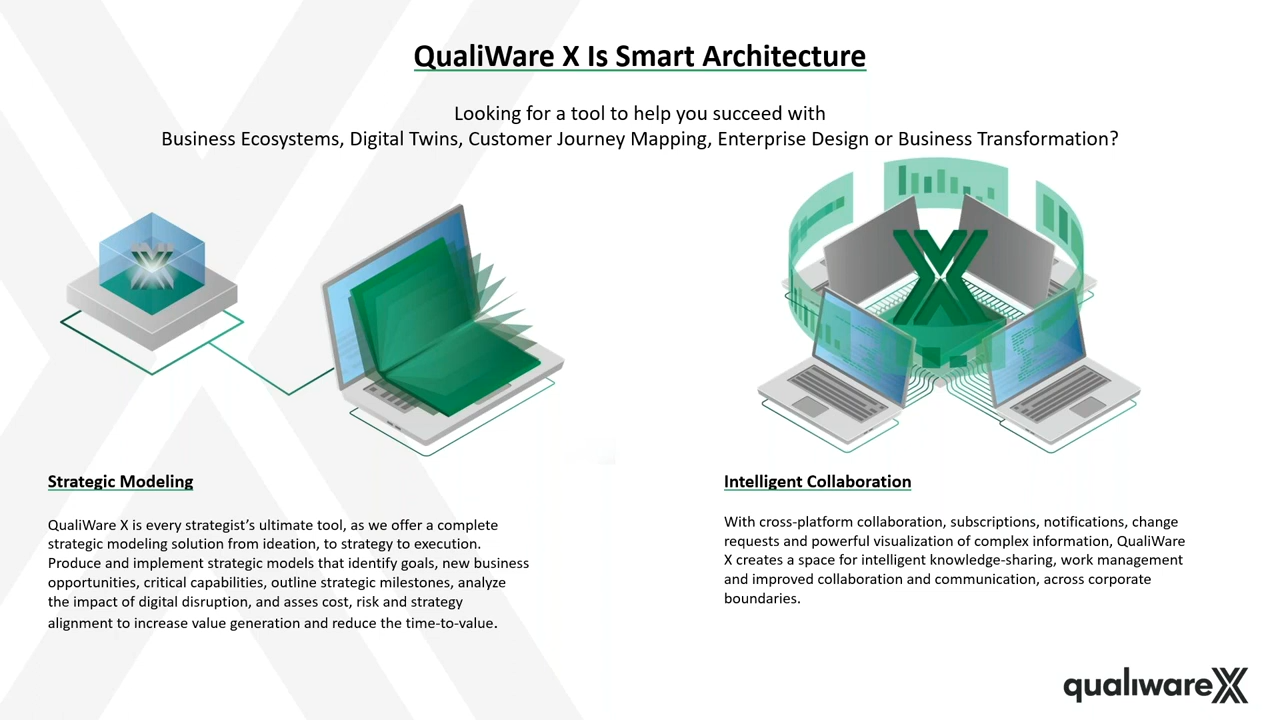 QualiWare X Is Smart Architecture
Looking for a tool to help you succeed with
Business Ecosystems, Digital Twins, Customer Journey Mapping, Enterprise Design or Business Transformation?
Strategic Modeling
QualiWare X is every strategist’s ultimate tool, as we offer a complete
strategic modeling solution from ideation, to strategy to execution.
Produce and implement strategic models that identify goals, new business
opportunities, critical capabilities, outline strategic milestones, analyze
the impact of digital disruption, and asses cost, risk and strategy
alignment to increase value generation and reduce the time-to-value.
Intelligent Collaboration
With cross-platform collaboration, subscriptions, notifications, change
requests and powerful visualization of complex information, QualiWare
X creates a space for intelligent knowledge-sharing, work management
and improved collaboration and communication, across corporate
boundaries.
qualiwareX